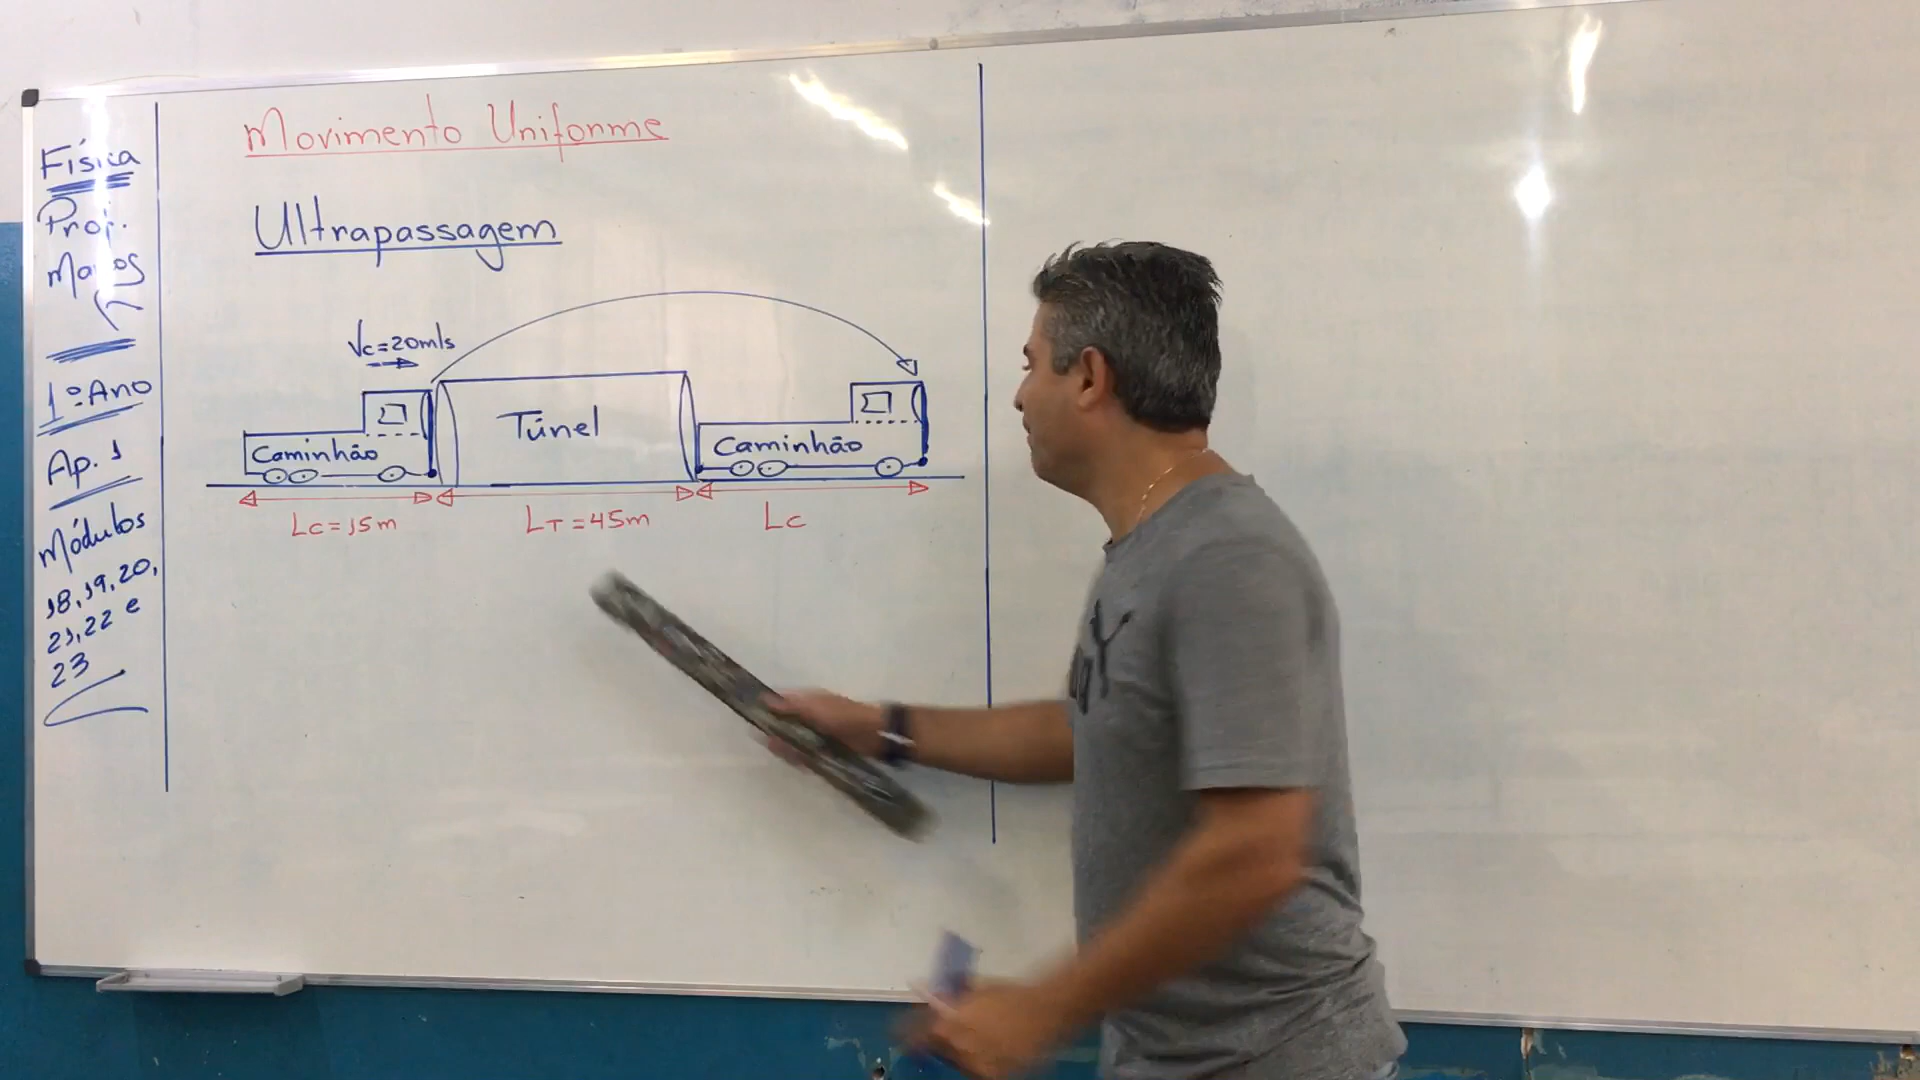 Física
Prof.
Marcos
1º Ano
Ap. 1
Módulos
18, 19, 20,
21, 22 e
23
Movimento Uniforme
Ultrapassagem
Vc = 20m/s
Caminhão
Túnel
Caminhão
Lc = 15m
LT = 45m
Lc